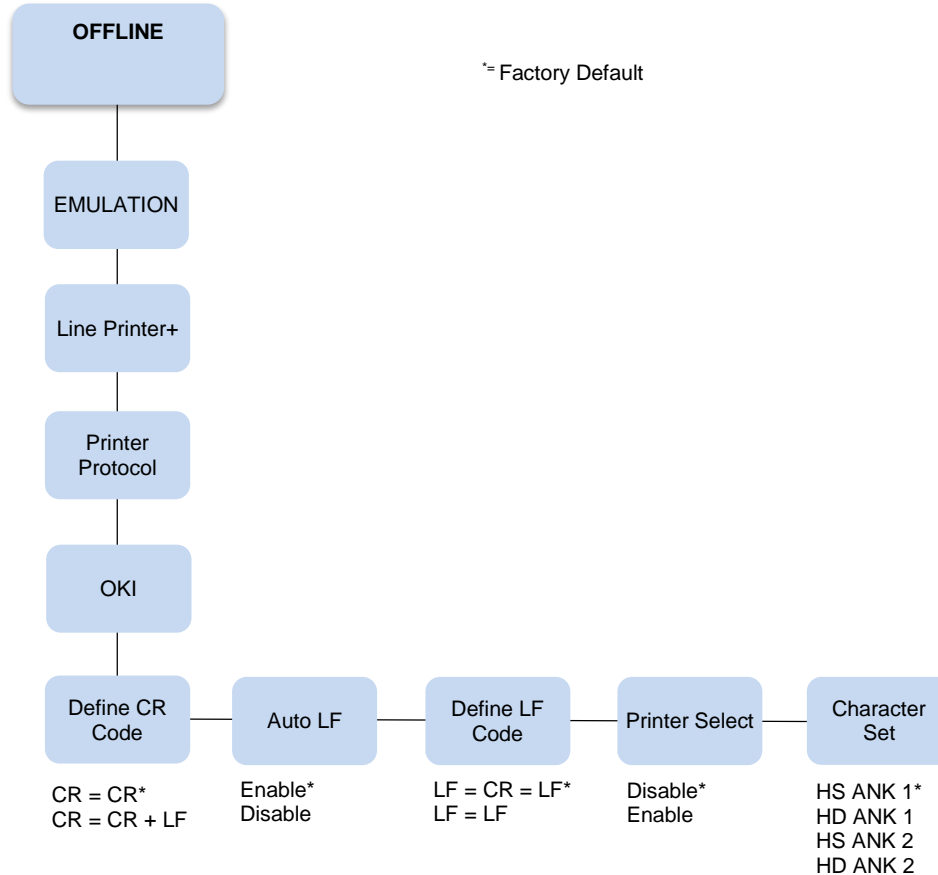 OFFLINE
*= Factory Default
EMULATION
Line Printer+
Printer
Protocol
OKI
Define CR
Code
Auto LF
Define LF
Code
Printer Select
Character
Set
CR = CR*
CR = CR + LF
Enable*
Disable
LF = CR = LF*
LF = LF
Disable*
Enable
HS ANK 1*
HD ANK 1
HS ANK 2
HD ANK 2